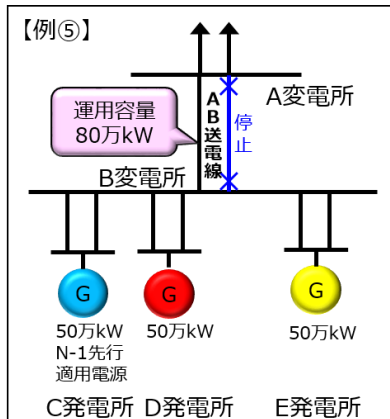 【例⑤】
運用容量
80万kW
AB送電線
停止
A変電所
B変電所
G
G
G
50万kW
N-1先行
適用電源
50万kW
50万kW
C発電所
D発電所
E発電所